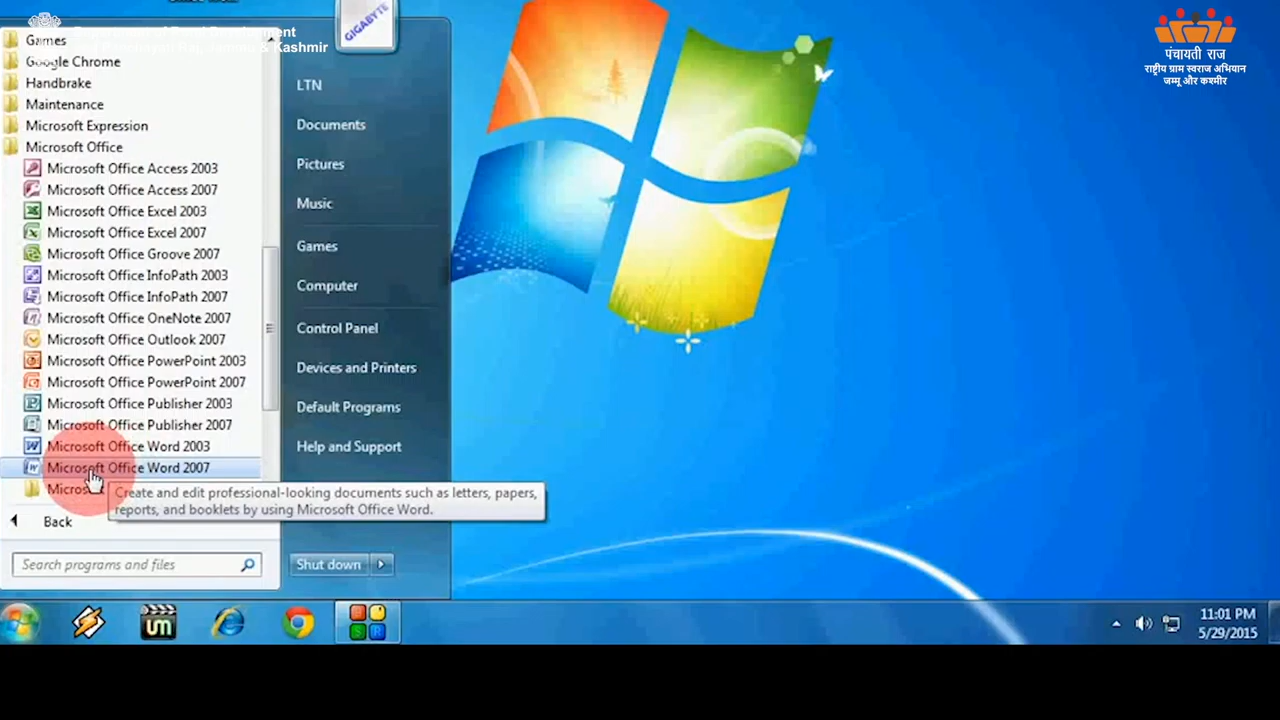 GIGABYTE
Games
Google Chrome
Handbrake
Maintenance
Microsoft Expression
Microsoft Office
Microsoft Office Access 2003
Microsoft Office Access 2007
Microsoft Office Excel 2003
Microsoft Office Excel 2007
Microsoft Office Groove 2007
Microsoft Office InfoPath 2003
Microsoft Office InfoPath 2007
Microsoft Office OneNote 2007
Microsoft Office Outlook 2007
Microsoft Office PowerPoint 2003
Microsoft Office PowerPoint 2007
Microsoft Office Publisher 2003
Microsoft Office Publisher 2007
Microsoft Office Word 2003
Microsoft Office Word 2007
Create and edit professional-looking documents such as letters, papers,
reports, and booklets by using Microsoft Office Word.
Back
Search programs and files
LTN
Documents
Pictures
Music
Games
Computer
Control Panel
Devices and Printers
Default Programs
Help and Support
Shut down
& Kashmir
पंचायती राज
राष्ट्रीय ग्राम स्वराज अभियान
जम्मू और कश्मीर
UM
11:01 PM
5/29/2015